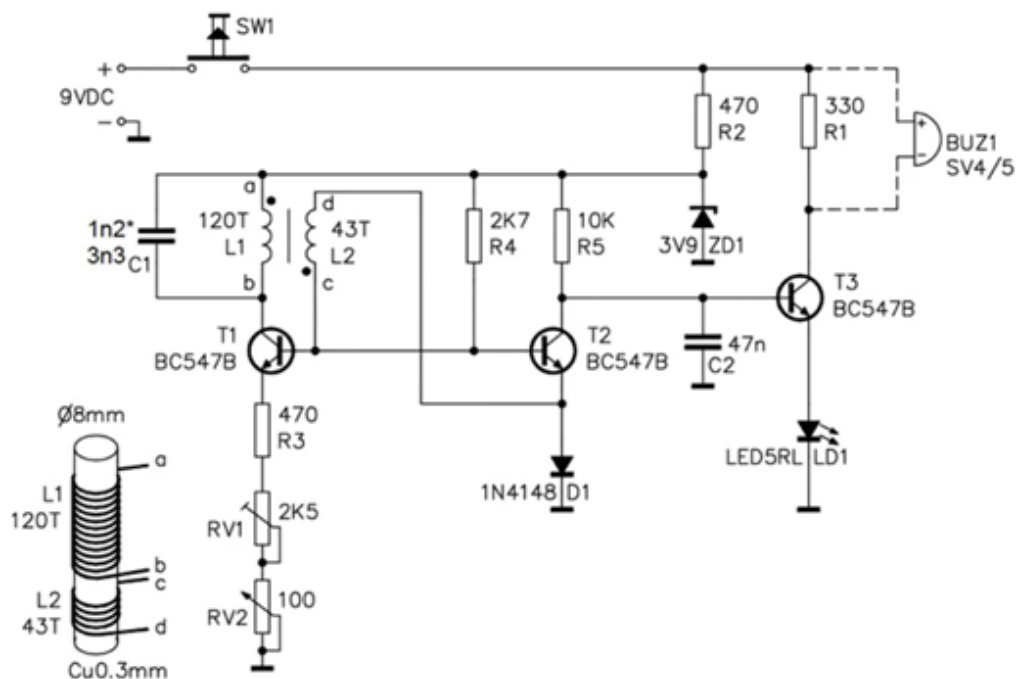 SW1
+
9VDC
-
470
R2
330
R1
+
-
BUZ1
SV4/5
a
d
120T
L1
43T
L2
b
c
1n2*
3n3
C1
2K7
R4
10K
R5
3V9 ZD1
T3
BC547B
T1
BC547B
T2
BC547B
47n
C2
470
R3
1N4148 D1
LED5RL LD1
2K5
RV1
100
RV2
Ø8mm
a
L1
120T
b
c
L2
43T
d
Cu0.3mm